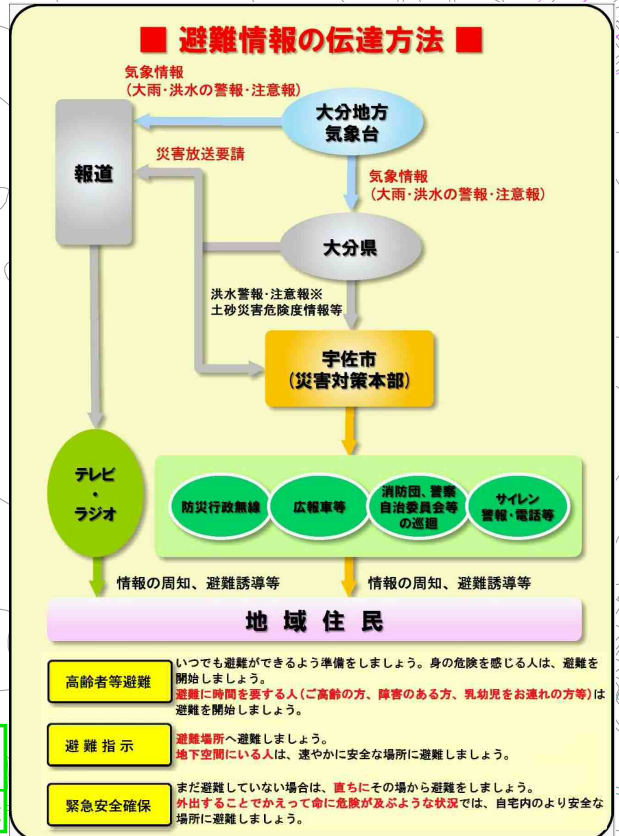 ■ 避難情報の伝達方法 ■
気象情報
(大雨・洪水の警報・注意報)
大分地方
気象台
報道
災害放送要請
気象情報
(大雨・洪水の警報・注意報)
大分県
洪水警報・注意報※
土砂災害危険度情報等
宇佐市
(災害対策本部)
テレビ
・
ラジオ
防災行政無線
広報車等
消防団、警察
自治委員会等
の巡廻
サイレン
警報・電話等
情報の周知、避難誘導等
情報の周知、避難誘導等
地域住民
高齢者等避難
いつでも避難ができるよう準備をしましょう。身の危険を感じる人は、避難を
開始しましょう。
避難に時間を要する人(ご高齢の方、障害のある方、乳幼児をお連れの方等)は
避難を開始しましょう。
避難指示
避難場所へ避難しましょう。
地下空間にいる人は、速やかに安全な場所に避難しましょう。
緊急安全確保
まだ避難していない場合は、直ちにその場から避難をしましょう。
外出することでかえって命に危険が及ぶような状況では、自宅内のより安全な
場所に避難しましょう。